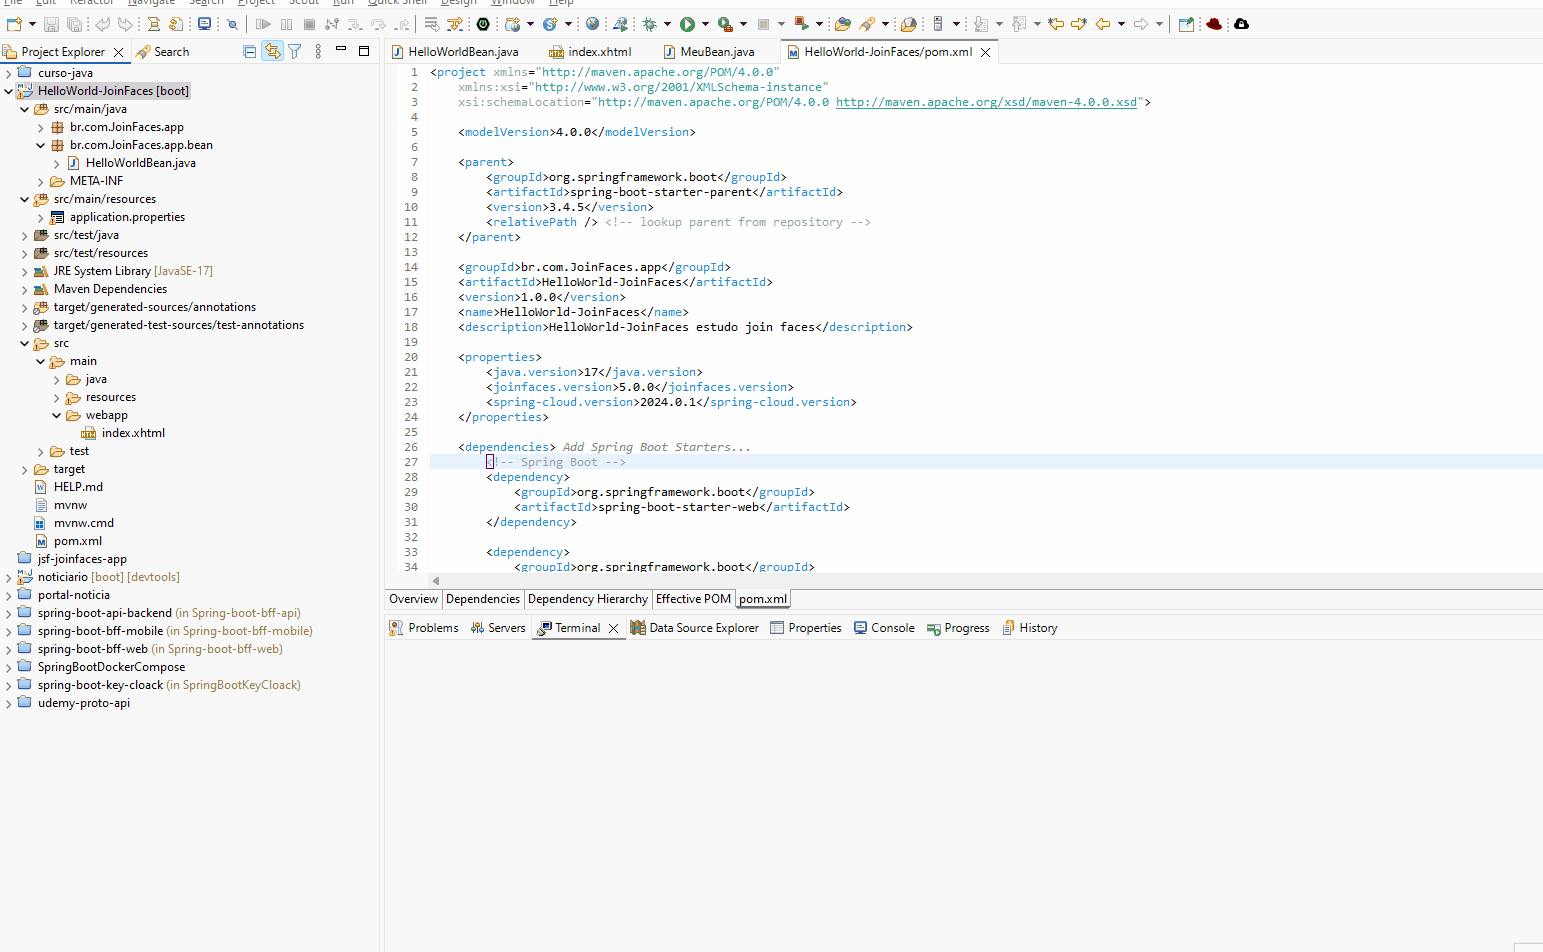 File Edit Refactor Navigate Search Project Scout Run Quick Shell Design Window Help
Project Explorer
Search
curso-java
HelloWorld-JoinFaces [boot]
src/main/java
br.com.JoinFaces.app
br.com.JoinFaces.app.bean
HelloWorldBean.java
META-INF
src/main/resources
application.properties
src/test/java
src/test/resources
JRE System Library [JavaSE-17]
Maven Dependencies
target/generated-sources/annotations
target/generated-test-sources/test-annotations
src
main
java
resources
webapp
index.xhtml
test
target
HELP.md
mvnw
mvnw.cmd
pom.xml
jsf-joinfaces-app
noticiario [boot] [devtools]
portal-noticia
spring-boot-api-backend (in Spring-boot-bff-api)
spring-boot-bff-mobile (in Spring-boot-bff-mobile)
spring-boot-bff-web (in Spring-boot-bff-web)
SpringBootDockerCompose
spring-boot-key-cloack (in SpringBootKeyCloack)
udemy-proto-api
HelloWorldBean.java
index.xhtml
MeuBean.java
HelloWorld-JoinFaces/pom.xml
1 <project xmlns="http://maven.apache.org/POM/4.0.0"
2 xmlns:xsi="http://www.w3.org/2001/XMLSchema-instance"
3 xsi:schemaLocation="http://maven.apache.org/POM/4.0.0 http://maven.apache.org/xsd/maven-4.0.0.xsd">
4
5 <modelVersion>4.0.0</modelVersion>
6
7 <parent>
8 <groupId>org.springframework.boot</groupId>
9 <artifactId>spring-boot-starter-parent</artifactId>
10 <version>3.4.5</version>
11 <relativePath /> <!-- lookup parent from repository -->
12 </parent>
13
14 <groupId>br.com.JoinFaces.app</groupId>
15 <artifactId>HelloWorld-JoinFaces</artifactId>
16 <version>1.0.0</version>
17 <name>HelloWorld-JoinFaces</name>
18 <description>HelloWorld-JoinFaces estudo join faces</description>
19
20 <properties>
21 <java.version>17</java.version>
22 <joinfaces.version>5.0.0</joinfaces.version>
23 <spring-cloud.version>2024.0.1</spring-cloud.version>
24 </properties>
25
26 <dependencies> Add Spring Boot Starters...
27 <!-- Spring Boot -->
28 <dependency>
29 <groupId>org.springframework.boot</groupId>
30 <artifactId>spring-boot-starter-web</artifactId>
31 </dependency>
32
33 <dependency>
34 <groupId>org.springframework.boot</groupId>
Overview Dependencies Dependency Hierarchy Effective POM pom.xml
Problems Servers Terminal Data Source Explorer Properties Console Progress History